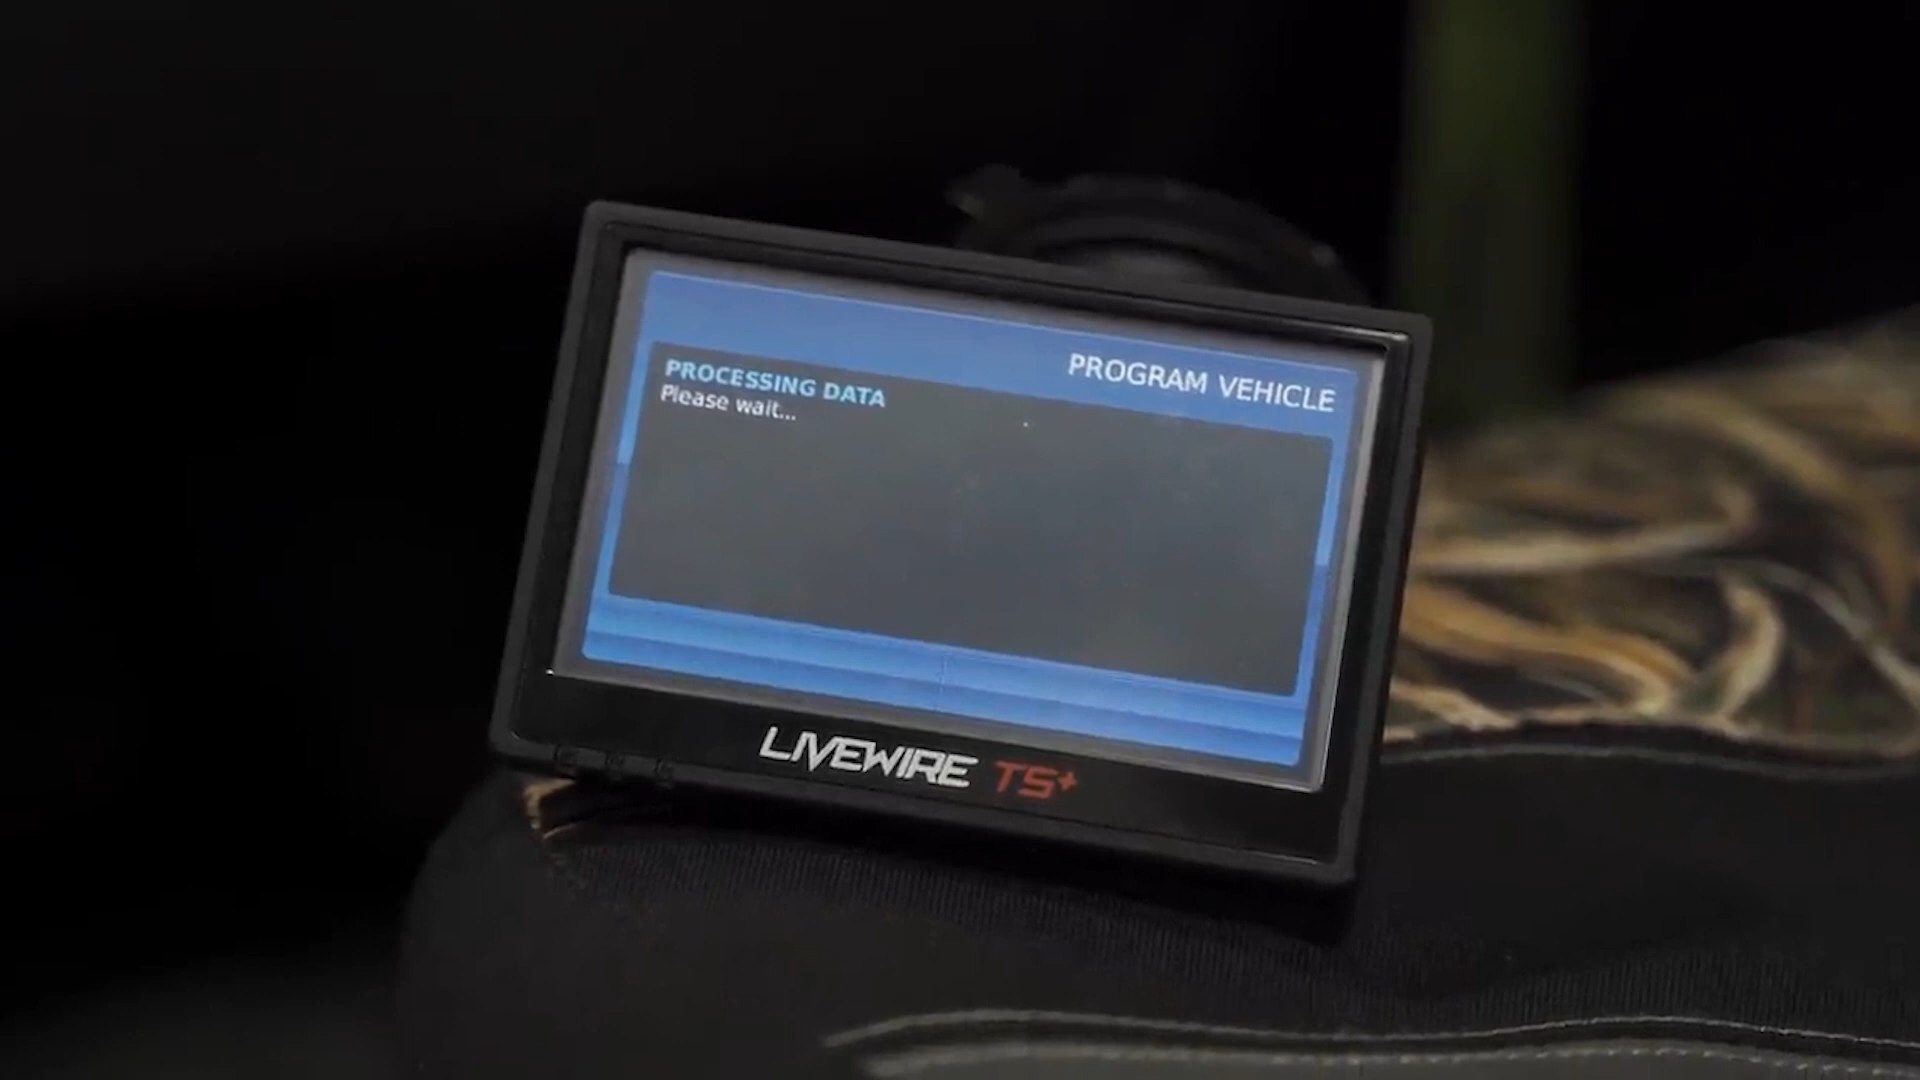 PROGRAM VEHICLE
PROCESSING DATA
Please wait...
LIVEWIRE TS+